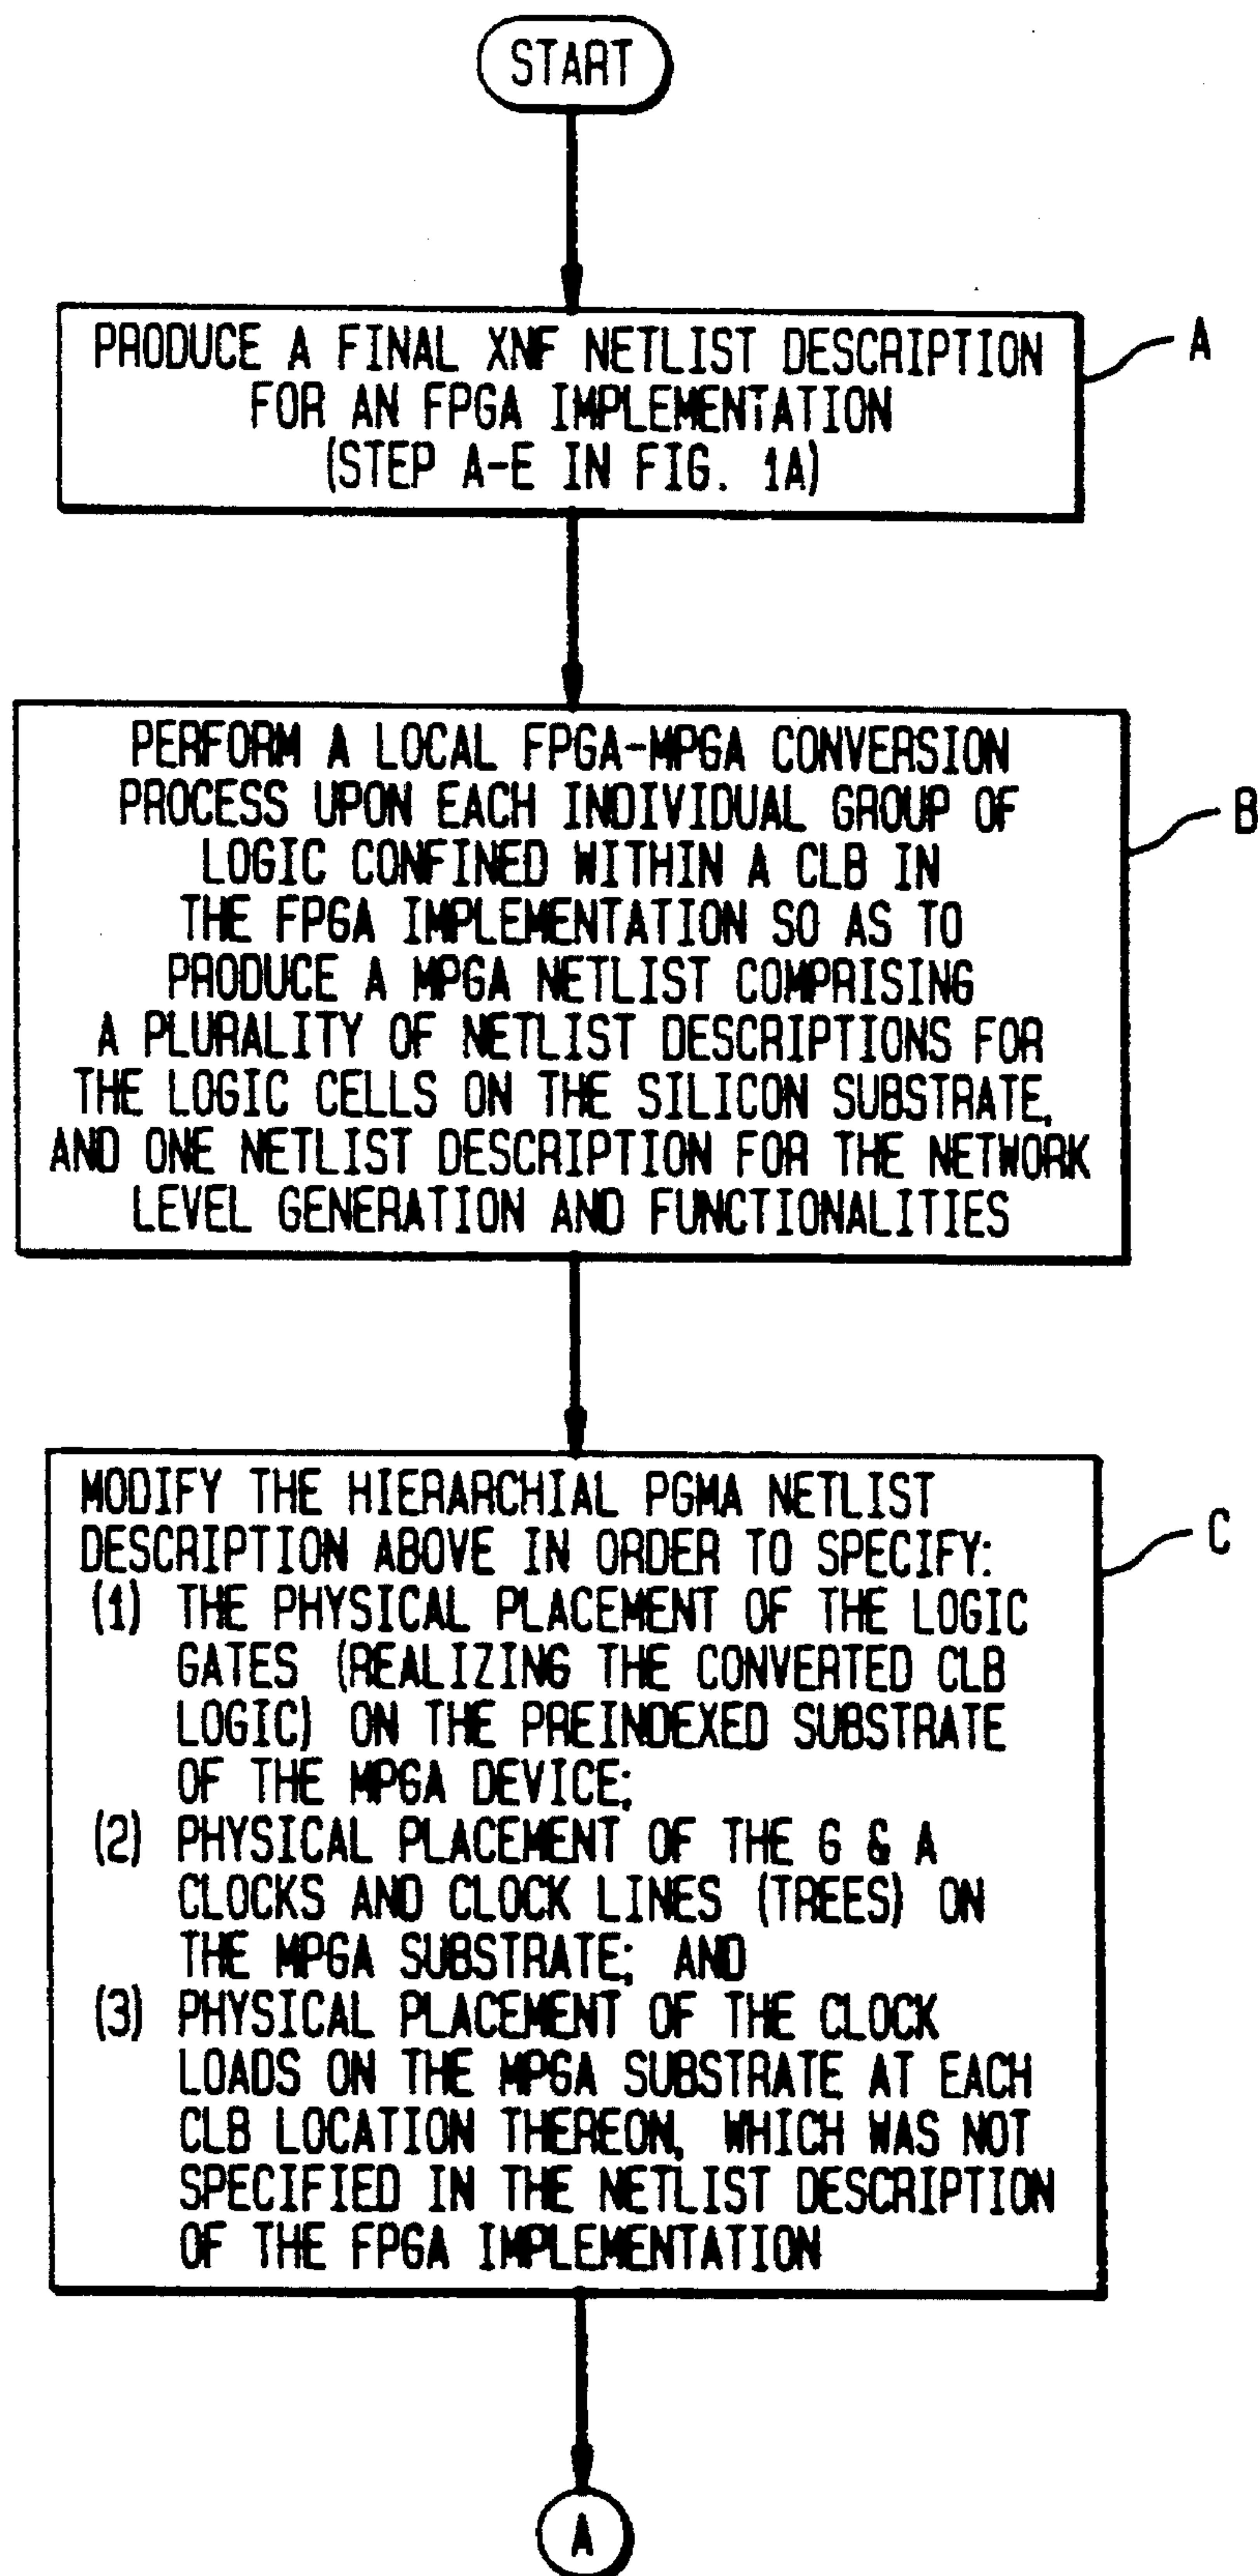 START
PRODUCE A FINAL XNF NETLIST DESCRIPTION
FOR AN FPGA IMPLEMENTATION
(STEP A-E IN FIG. 1A)
A
PERFORM A LOCAL FPGA-MPGA CONVERSION
PROCESS UPON EACH INDIVIDUAL GROUP OF
LOGIC CONFINED WITHIN A CLB IN
THE FPGA IMPLEMENTATION SO AS TO
PRODUCE A MPGA NETLIST COMPRISING
A PLURALITY OF NETLIST DESCRIPTIONS FOR
THE LOGIC CELLS ON THE SILICON SUBSTRATE,
AND ONE NETLIST DESCRIPTION FOR THE NETWORK
LEVEL GENERATION AND FUNCTIONALITIES
B
MODIFY THE HIERARCHIAL PGMA NETLIST
DESCRIPTION ABOVE IN ORDER TO SPECIFY:
(1) THE PHYSICAL PLACEMENT OF THE LOGIC
GATES (REALIZING THE CONVERTED CLB
LOGIC) ON THE PREINDEXED SUBSTRATE
OF THE MPGA DEVICE;
(2) PHYSICAL PLACEMENT OF THE G & A
CLOCKS AND CLOCK LINES (TREES) ON
THE MPGA SUBSTRATE; AND
(3) PHYSICAL PLACEMENT OF THE CLOCK
LOADS ON THE MPGA SUBSTRATE AT EACH
CLB LOCATION THEREON, WHICH WAS NOT
SPECIFIED IN THE NETLIST DESCRIPTION
OF THE FPGA IMPLEMENTATION
C
A